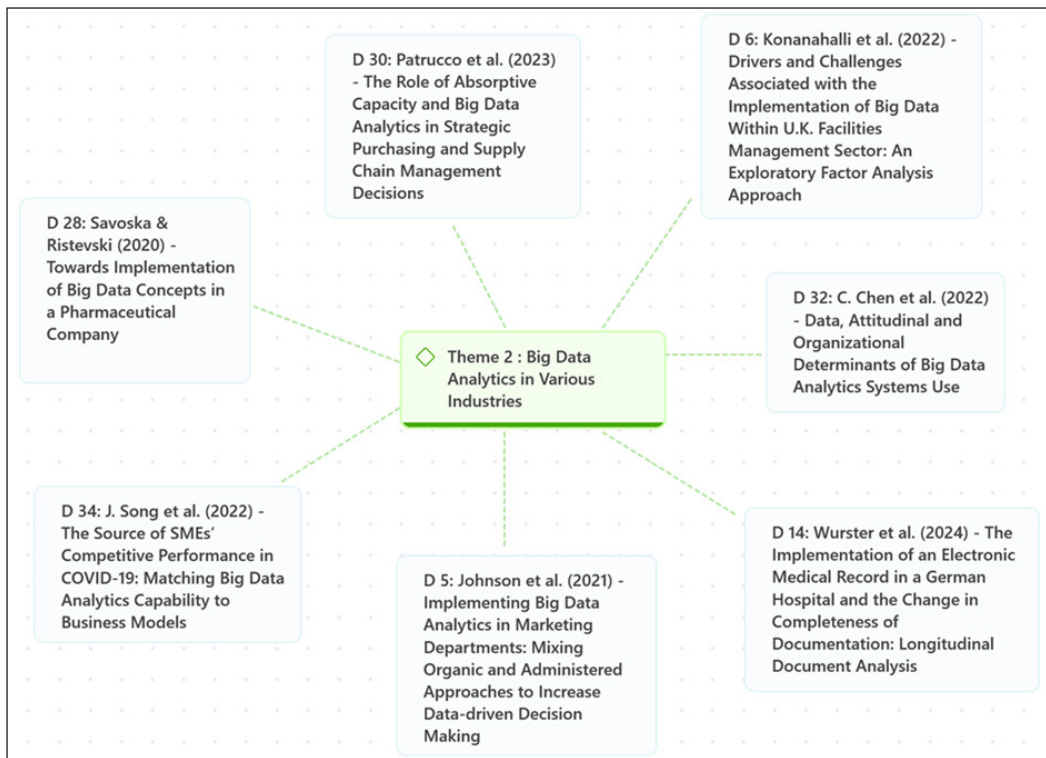 D 30: Patrucco et al. (2023)
- The Role of Absorptive
Capacity and Big Data
Analytics in Strategic
Purchasing and Supply
Chain Management
Decisions
D 6: Konanahalli et al. (2022) -
Drivers and Challenges
Associated with the
Implementation of Big Data
Within U.K. Facilities
Management Sector: An
Exploratory Factor Analysis
Approach
D 28: Savoska &
Ristevski (2020) -
Towards Implementation
of Big Data Concepts in
a Pharmaceutical
Company
D 32: C. Chen et al. (2022)
- Data, Attitudinal and
Organizational
Determinants of Big Data
Analytics Systems Use
Theme 2 : Big Data
Analytics in Various
Industries
D 34: J. Song et al. (2022) -
The Source of SMEs’
Competitive Performance in
COVID-19: Matching Big Data
Analytics Capability to
Business Models
D 5: Johnson et al. (2021) -
Implementing Big Data
Analytics in Marketing
Departments: Mixing
Organic and Administered
Approaches to Increase
Data-driven Decision
Making
D 14: Wurster et al. (2024) - The
Implementation of an Electronic
Medical Record in a German
Hospital and the Change in
Completeness of
Documentation: Longitudinal
Document Analysis